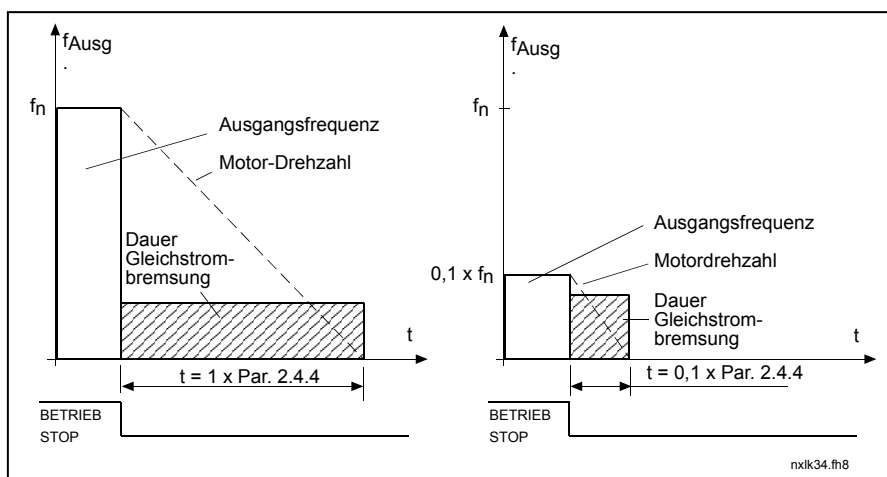 fAusg
.
fn
Ausgangsfrequenz
Motor-Drehzahl
Dauer
Gleichstrom-
bremsung
t
t = 1 x Par. 2.4.4
BETRIEB
STOP
fAusg
.
fn
Ausgangsfrequenz
0,1 x fn
Motordrehzahl
Dauer
Gleichstrom-
bremsung
t
t = 0,1 x Par. 2.4.4
BETRIEB
STOP
nxlk34.fh8